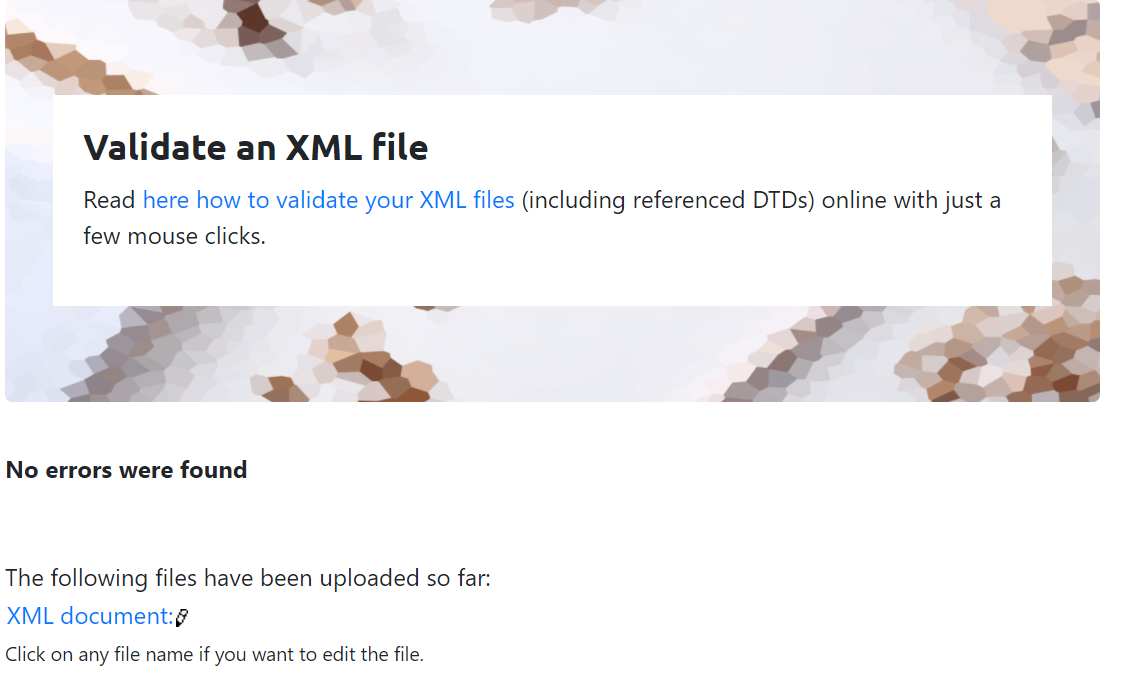 Validate an XML file
Read here how to validate your XML files (including referenced DTDs) online with just a
few mouse clicks.
No errors were found
The following files have been uploaded so far:
XML document:
Click on any file name if you want to edit the file.